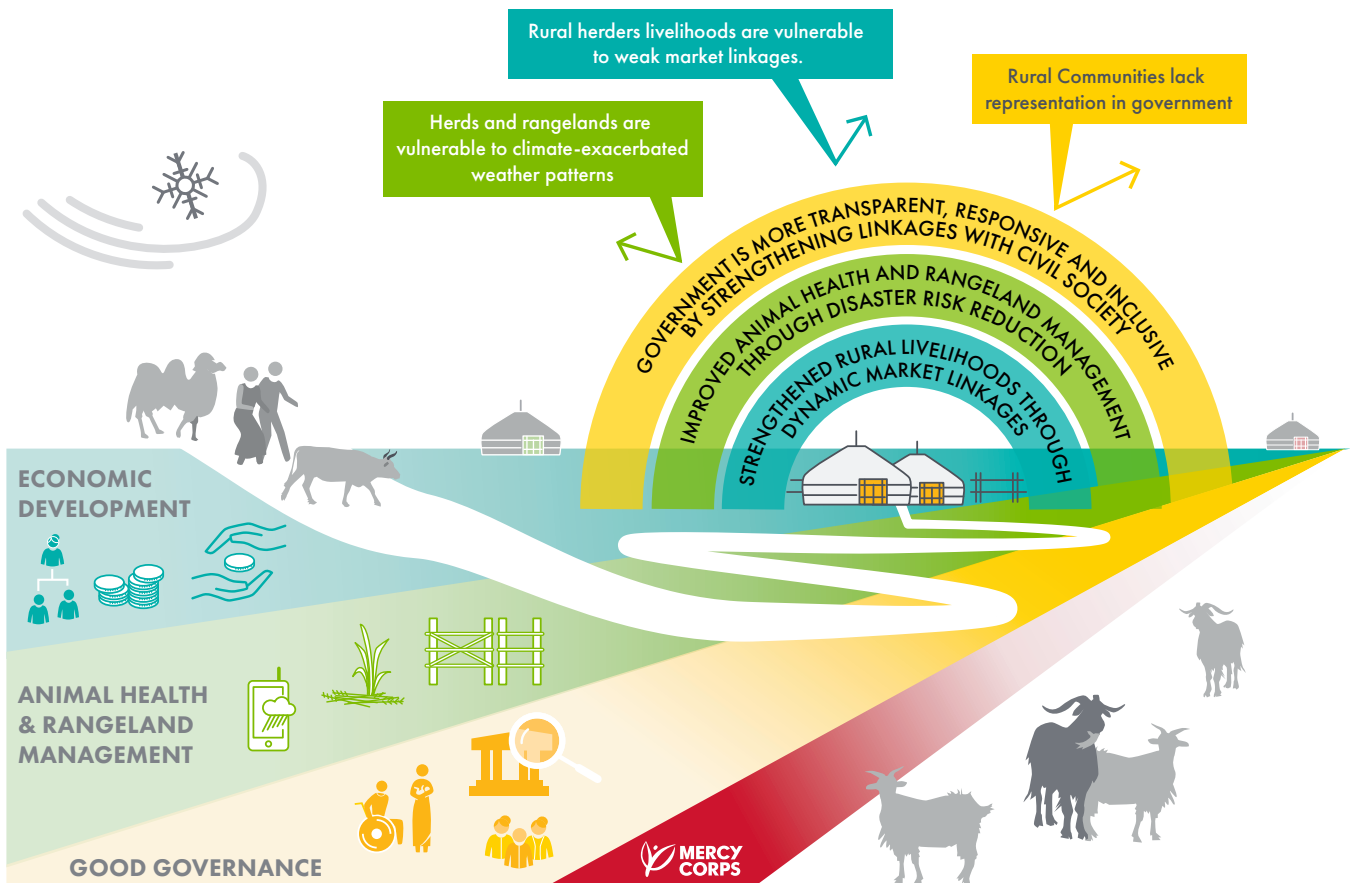 Rural herders livelihoods are vulnerable
to weak market linkages.
Rural Communities lack
representation in government
Herds and rangelands are
vulnerable to climate-exacerbated
weather patterns
GOVERNMENT IS MORE TRANSPARENT, RESPONSIVE AND INCLUSIVE
BY STRENGTHENING LINKAGES WITH CIVIL SOCIETY
IMPROVED ANIMAL HEALTH AND RANGELAND MANAGEMENT
THROUGH DISASTER RISK REDUCTION
STRENGTHENED RURAL LIVELIHOODS THROUGH
DYNAMIC MARKET LINKAGES
ECONOMIC
DEVELOPMENT
ANIMAL HEALTH
& RANGELAND
MANAGEMENT
GOOD GOVERNANCE
MERCY
CORPS